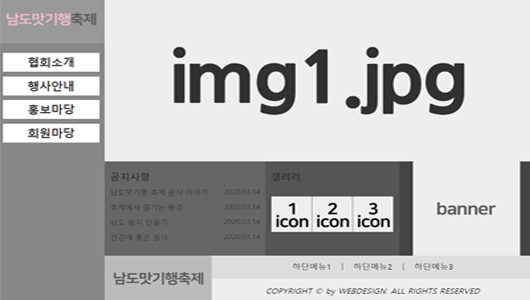 남도맛기행축제
협회소개
행사안내
홍보마당
회원마당
img1.jpg
공지사항
남도맛기행 축제 음식 이야기 2020.03.14
축제에서 즐기는 풍경 2020.03.14
남도 음식 만들기 2020.03.14
건강에 좋은 음식 2020.03.14
갤러리
1 2 3
icon icon icon
banner
남도맛기행축제
하단메뉴1 | 하단메뉴2 | 하단메뉴3
COPYRIGHT © by WEBDESIGN. ALL RIGHTS RESERVED